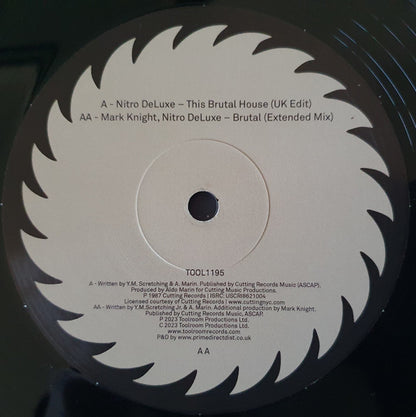 A - Nitro DeLuxe – This Brutal House (UK Edit)
AA - Mark Knight, Nitro DeLuxe – Brutal (Extended Mix)
TOOL1195
A - Written by Y.M. Scretching & A. Marin. Published by Cutting Records Music (ASCAP).
Produced by Aldo Marin for Cutting Music Productions.
P 1987 Cutting Records | ISRC: USCR88621004
Licensed courtesy of Cutting Records | www.cuttingnyc.com
AA - Written by Y.M. Scretching Jr. & A. Marin. Additional production by Mark Knight.
Published by Cutting Records Music, ASCAP.
P 2023 Toolroom Productions Ltd.
C 2023 Toolroom Productions Ltd.
www.toolroomrecords.com
P&D by www.primedirectdist.co.uk
AA